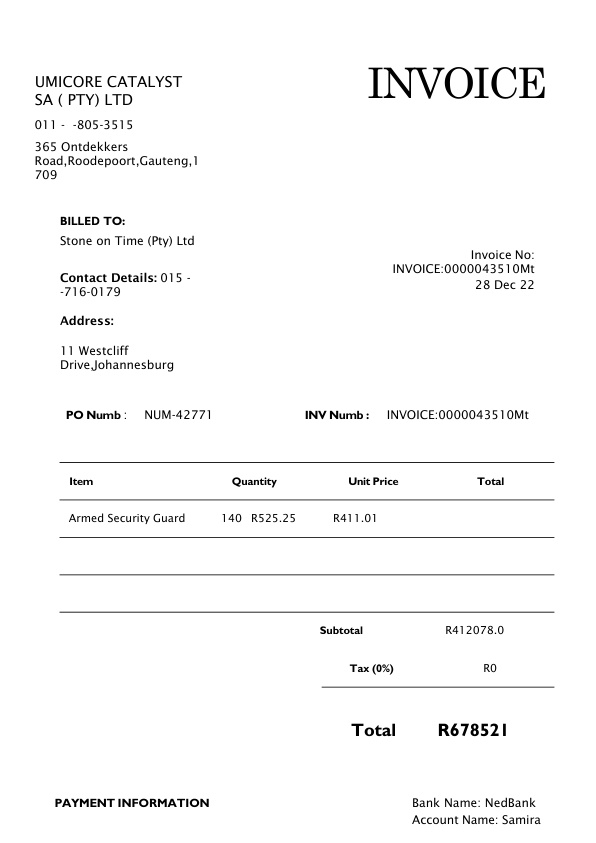 UMICORE CATALYST
SA ( PTY) LTD
INVOICE
011 -  -805-3515
365 Ontdekkers
Road,Roodepoort,Gauteng,1
709
BILLED TO:
Stone on Time (Pty) Ltd
Contact Details: 015 -
-716-0179
Invoice No:
INVOICE:0000043510Mt
28 Dec 22
Address:
11 Westcliff
Drive,Johannesburg
PO Numb : NUM-42771 INV Numb : INVOICE:0000043510Mt
Item Quantity Unit Price Total
Armed Security Guard 140 R525.25 R411.01
Subtotal R412078.0
Tax (0%) R0
Total R678521
PAYMENT INFORMATION
Bank Name: NedBank
Account Name: Samira